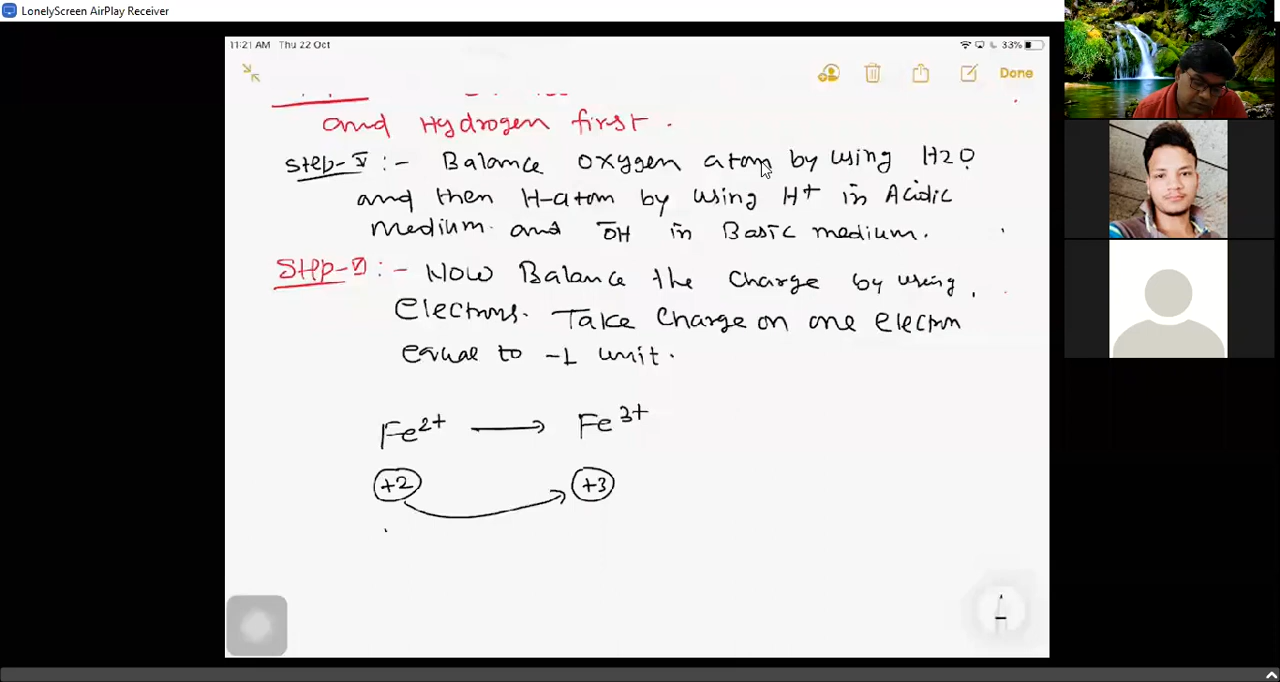 LonelyScreen AirPlay Receiver
11:21 AM Thu 22 Oct
33%
Done
and Hydrogen first.
Step-V :- Balance oxygen atom by using H2O
and then H-atom by using H+ in Acidic
medium. and OH in Basic medium.
Step- :- Now Balance the charge by using
Electrons. Take charge on one electron
equal to -1 unit.
Fe2+ ⟶ Fe3+
+2 +3